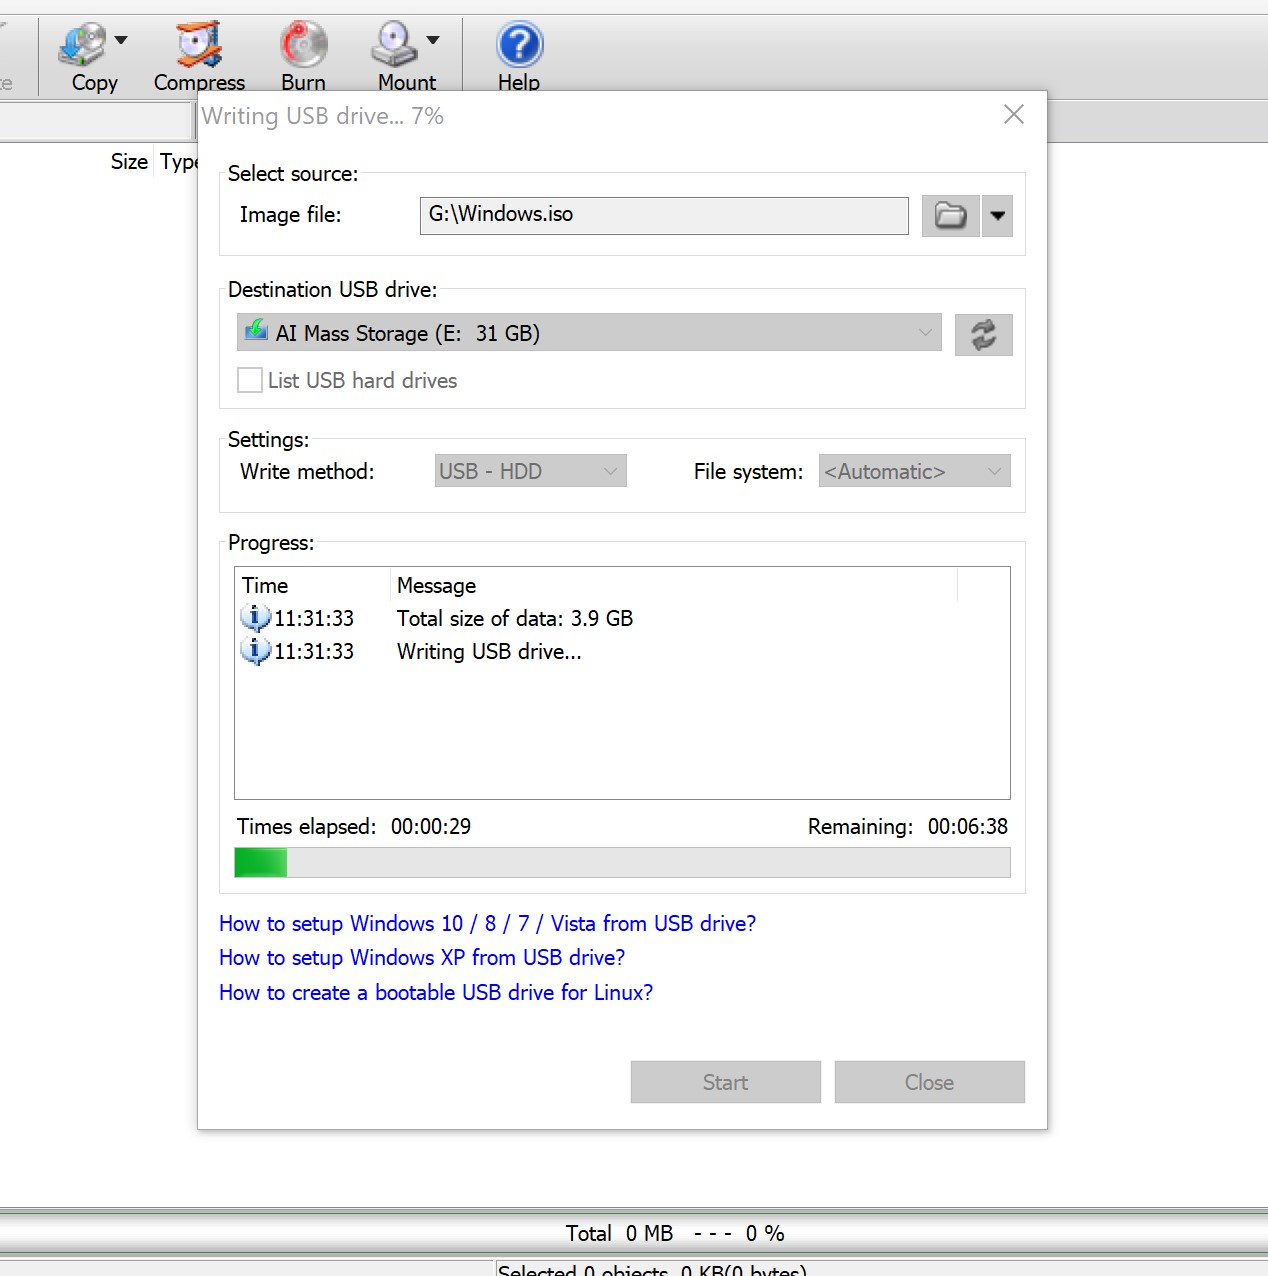 Copy Compress Burn Mount Help
Writing USB drive... 7%
Size Type
Select source:
Image file: G:\Windows.iso
Destination USB drive:
AI Mass Storage (E: 31 GB)
List USB hard drives
Settings:
Write method: USB - HDD File system: <Automatic>
Progress:
Time Message
11:31:33 Total size of data: 3.9 GB
11:31:33 Writing USB drive...
Times elapsed: 00:00:29 Remaining: 00:06:38
How to setup Windows 10 / 8 / 7 / Vista from USB drive?
How to setup Windows XP from USB drive?
How to create a bootable USB drive for Linux?
Start Close
Total 0 MB - - - 0 %
Selected 0 objects, 0 KB(0 bytes)